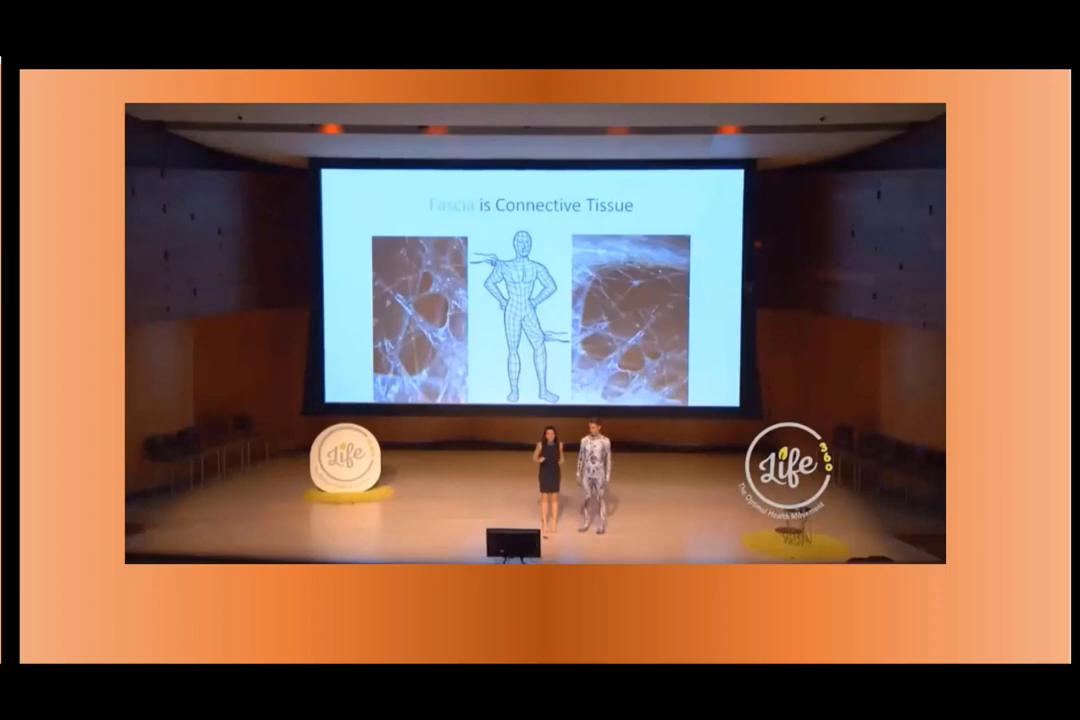 Fascia is Connective Tissue
Life
Life
360
The Optimal Health Movement